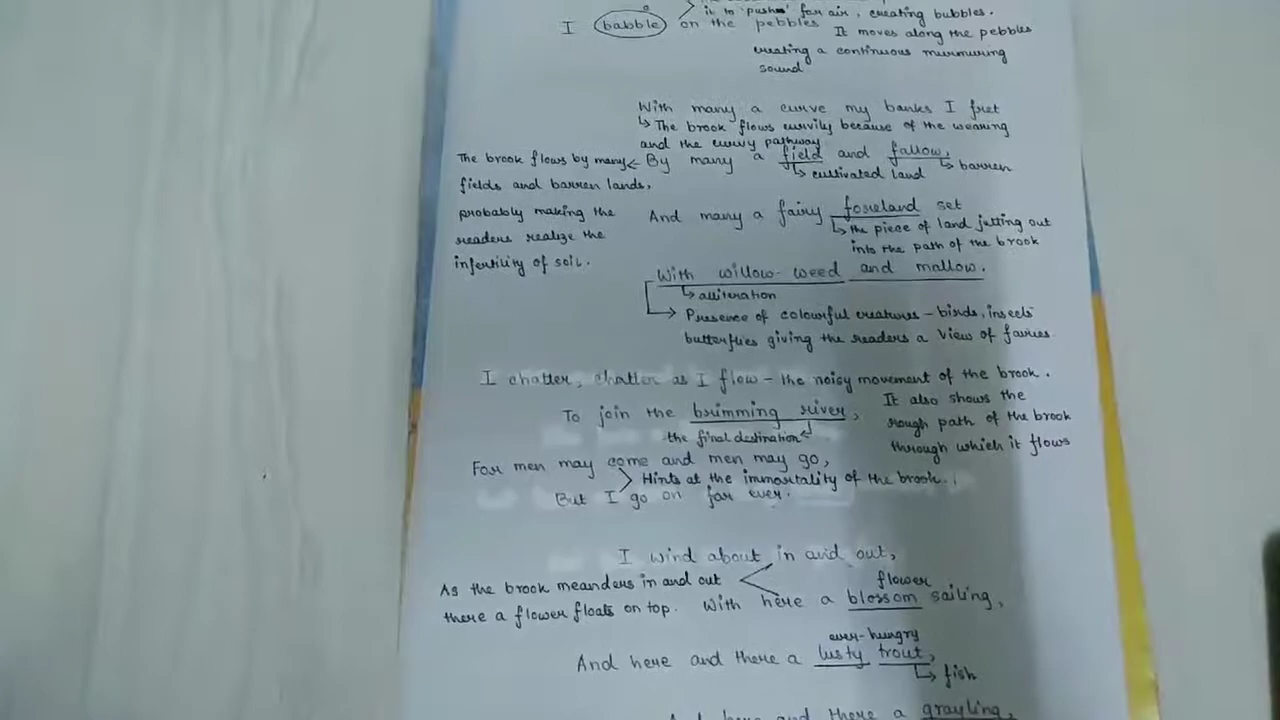 it to 'push' for air, creating bubbles.
I babble on the pebbles It moves along the pebbles
creating a continuous murmuring
sound
With many a curve my banks I fret
↳ The brook flows curvily because of the wearing
and the curvy pathway
The brook flows by many ← By many a field and fallow,
↳ cultivated land ↳ barren
fields and barren lands,
probably making the
readers realize the
infertility of soil.
And many a fairy foreland set
↳ the piece of land jutting out
into the path of the brook
With willow-weed and mallow.
↳ alliteration
→ Presence of colourful creatures - birds, insects
butterflies giving the readers a view of fairies
I chatter, chatter as I flow - the noisy movement of the brook.
To join the brimming river, It also shows the
rough path of the brook
through which it flows
the final destination
For men may come and men may go,
> Hints at the immortality of the brook.
But I go on for ever.
I wind about in and out,
As the brook meanders in and out
there a flower floats on top.
flower
With here a blossom sailing,
ever-hungry
And here and there a lusty trout,
↳ fish
And here and there a grayling,